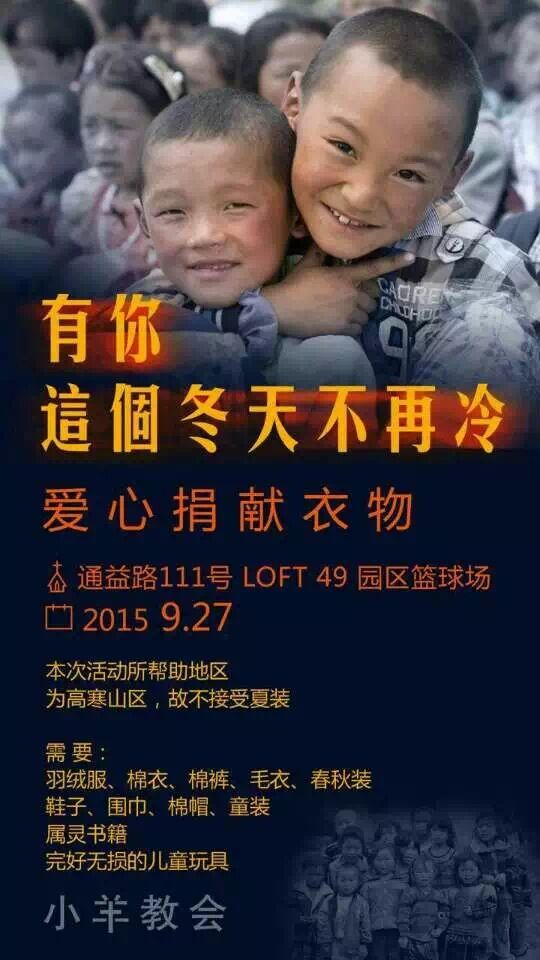 CAOREN
CHILDHOOD
9
有你
這個冬天不再冷
爱心捐献衣物
通益路111号 LOFT 49 园区篮球场
2015 9.27
本次活动所帮助地区
为高寒山区，故不接受夏装
需要：
羽绒服、棉衣、棉裤、毛衣、春秋装
鞋子、围巾、棉帽、童装
属灵书籍
完好无损的儿童玩具
小羊教会